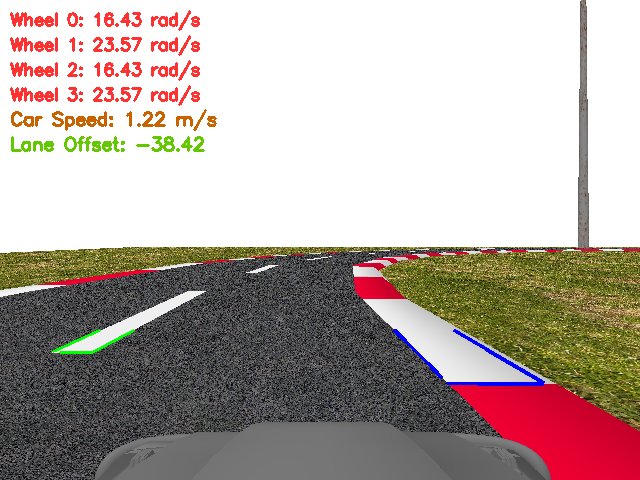 Wheel 0: 16.43 rad/s
Wheel 1: 23.57 rad/s
Wheel 2: 16.43 rad/s
Wheel 3: 23.57 rad/s
Car Speed: 1.22 m/s
Lane Offset: -38.42